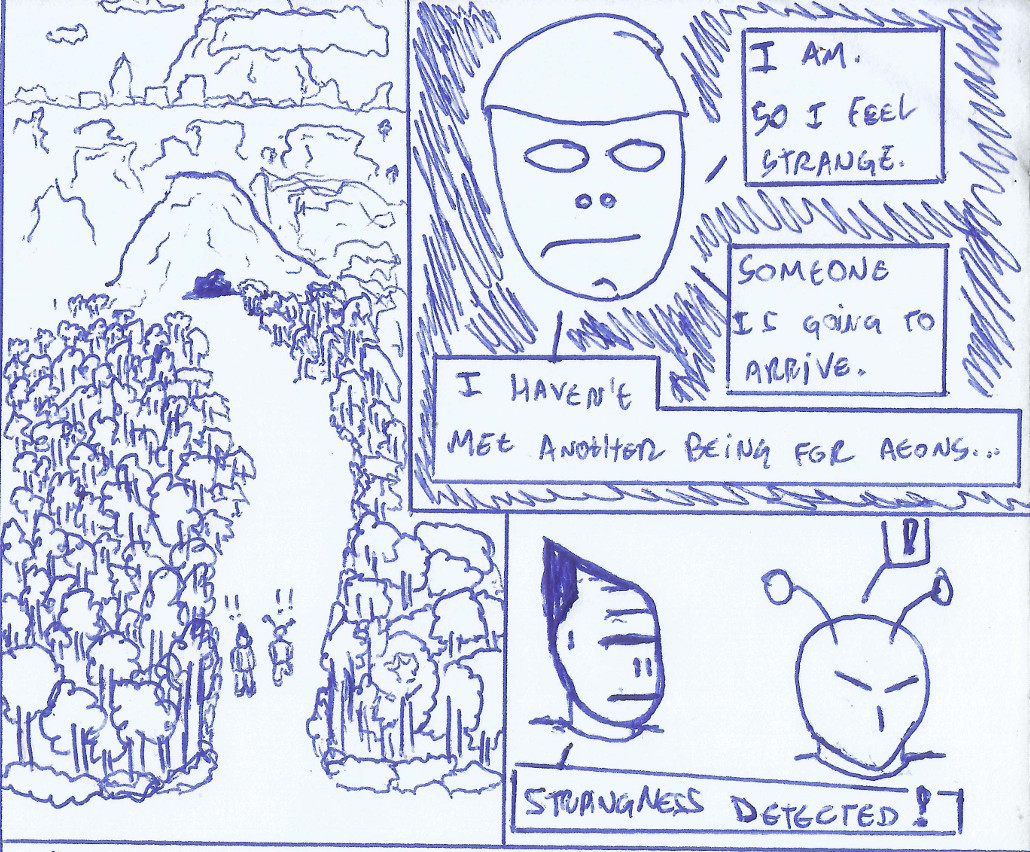 !! !!
I AM.
SO I FEEL
STRANGE.
SOMEONE
IS GOING TO
ARRIVE.
I HAVEN'T
MET ANOTHER BEING FOR AEONS...
!
STRANGNESS DETECTED!